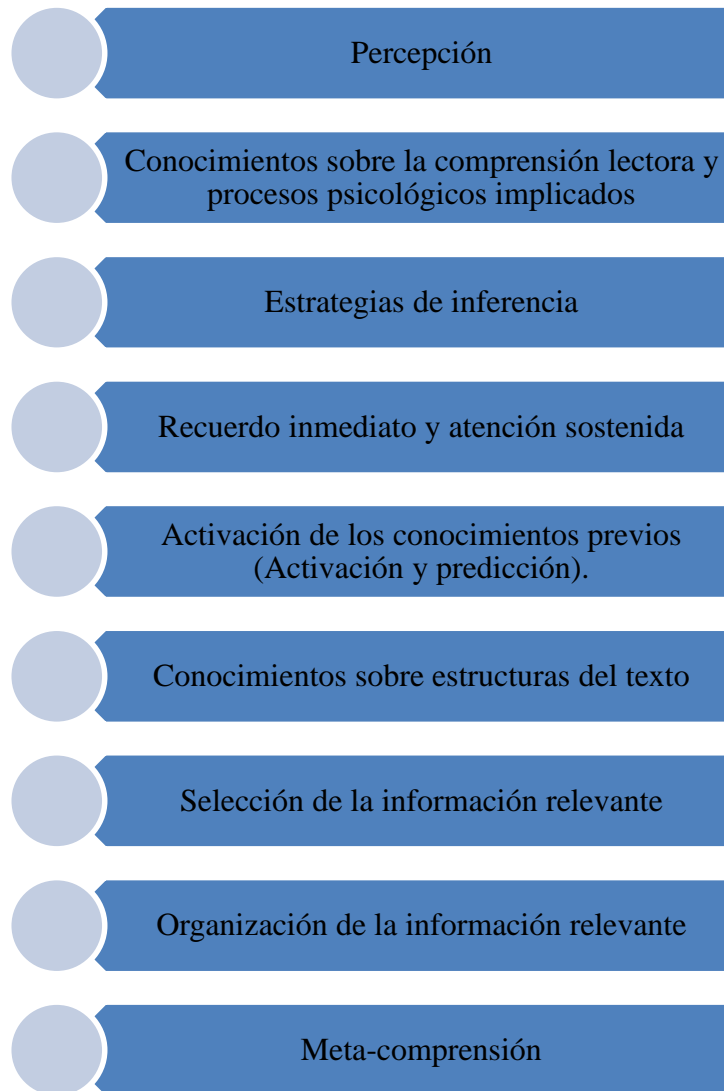 Percepción
Conocimientos sobre la comprensión lectora y
procesos psicológicos implicados
Estrategias de inferencia
Recuerdo inmediato y atención sostenida
Activación de los conocimientos previos
(Activación y predicción).
Conocimientos sobre estructuras del texto
Selección de la información relevante
Organización de la información relevante
Meta-comprensión